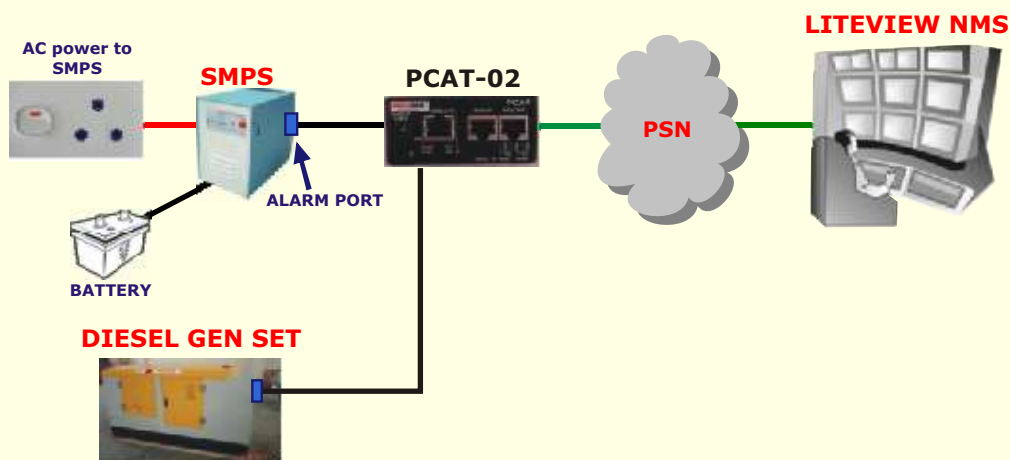 LITEVIEW NMS
AC power to
SMPS
SMPS
PCAT-02
PSN
ALARM PORT
BATTERY
DIESEL GEN SET